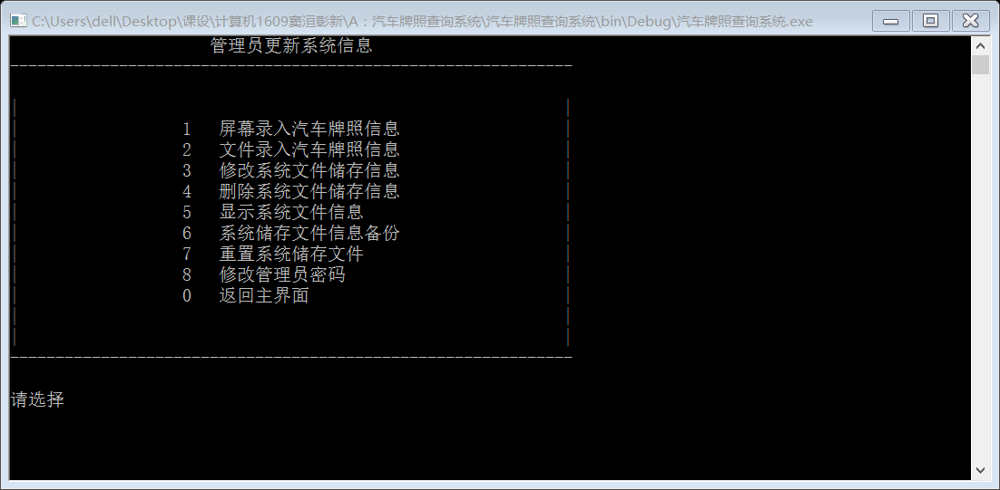 C:\Users\dell\Desktop\课设\计算机1609窦洹彰新\A：汽车牌照查询系统\汽车牌照查询系统\bin\Debug\汽车牌照查询系统.exe
管理员更新系统信息
--------------------------------------------------------------
1 屏幕录入汽车牌照信息
2 文件录入汽车牌照信息
3 修改系统文件储存信息
4 删除系统文件储存信息
5 显示系统文件信息
6 系统储存文件信息备份
7 重置系统储存文件
8 修改管理员密码
0 返回主界面
--------------------------------------------------------------
请选择